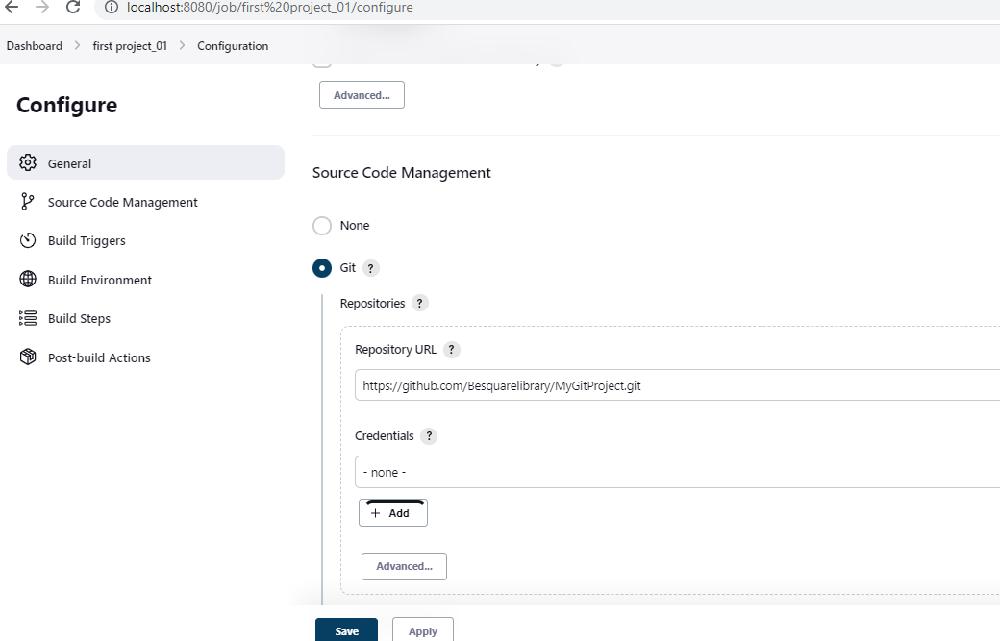 localhost:8080/job/first%20project_01/configure
Dashboard > first project_01 > Configuration
Advanced...
Configure
General
Source Code Management
Build Triggers
Build Environment
Build Steps
Post-build Actions
Source Code Management
None
Git ?
Repositories ?
Repository URL ?
https://github.com/Besquarelibrary/MyGitProject.git
Credentials ?
- none -
+ Add
Advanced...
Save
Apply